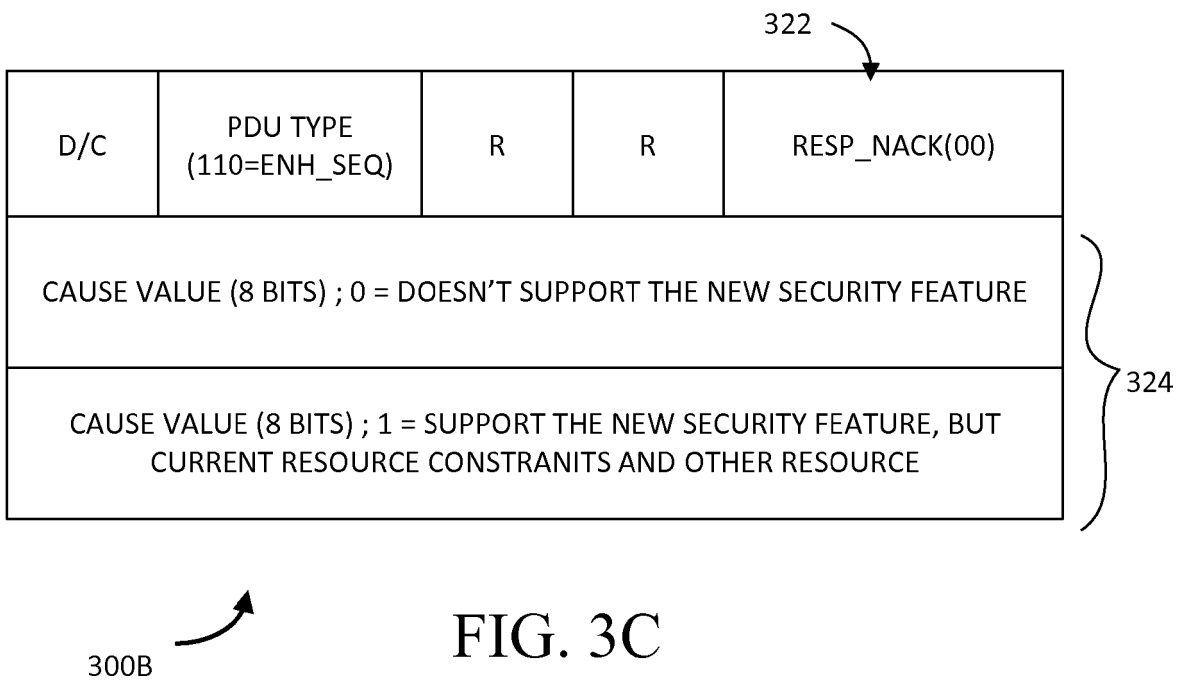 322
D/C
PDU TYPE
(110=ENH_SEQ)
R
R
RESP_NACK(00)
CAUSE VALUE (8 BITS) ; 0 = DOESN'T SUPPORT THE NEW SECURITY FEATURE
CAUSE VALUE (8 BITS) ; 1 = SUPPORT THE NEW SECURITY FEATURE, BUT
CURRENT RESOURCE CONSTRANITS AND OTHER RESOURCE
324
300B
FIG. 3C